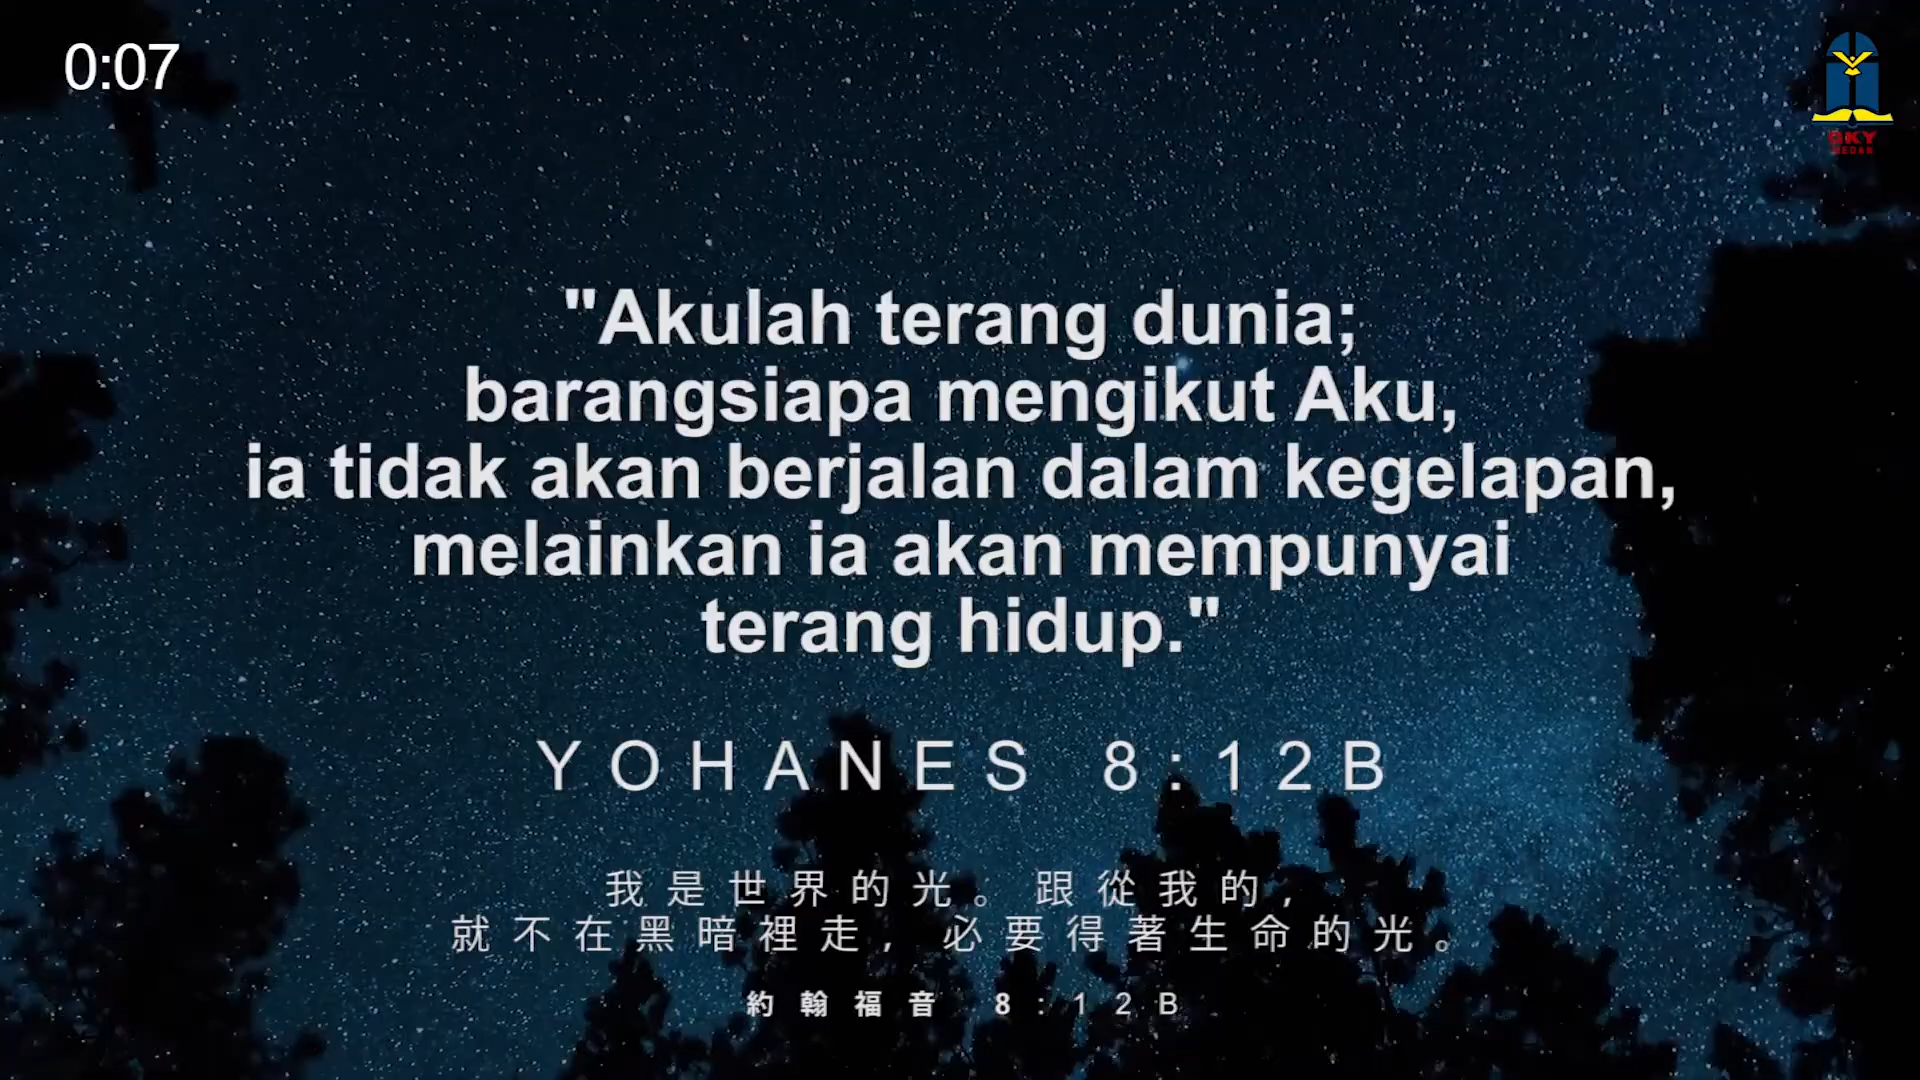 0:07
"Akulah terang dunia;
barangsiapa mengikut Aku,
ia tidak akan berjalan dalam kegelapan,
melainkan ia akan mempunyai
terang hidup."
YOHANES 8:12B
我是世界的光。跟從我的,
就不在黑暗裡走,必要得著生命的光。
約翰福音 8:12B